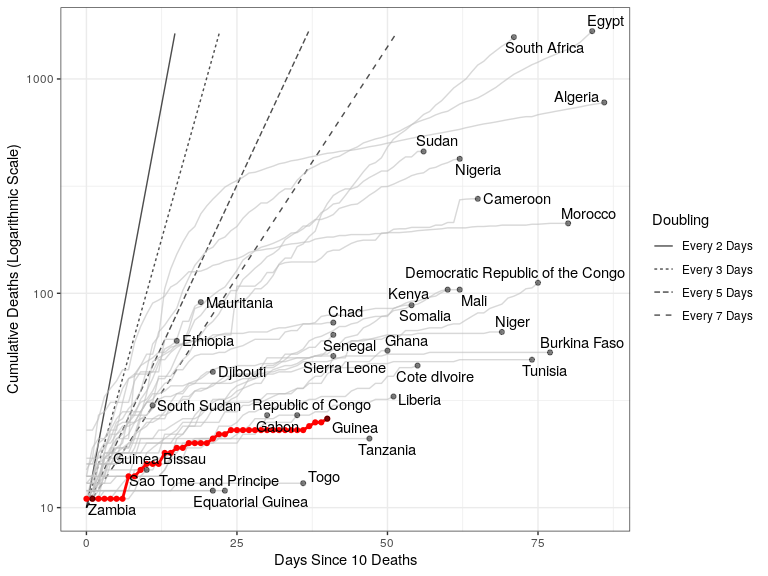 Egypt
South Africa
Algeria
Sudan
Nigeria
Cameroon
Morocco
Democratic Republic of the Congo
Kenya
Mali
Somalia
Mauritania
Chad
Niger
Ethiopia
Senegal
Ghana
Burkina Faso
Sierra Leone
Djibouti
Cote dIvoire
Tunisia
South Sudan
Republic of Congo
Liberia
Gabon
Guinea
Tanzania
Guinea Bissau
Sao Tome and Principe
Togo
Equatorial Guinea
Zambia
1000
100
10
0
25
50
75
Days Since 10 Deaths
Cumulative Deaths (Logarithmic Scale)
Doubling
Every 2 Days
Every 3 Days
Every 5 Days
Every 7 Days